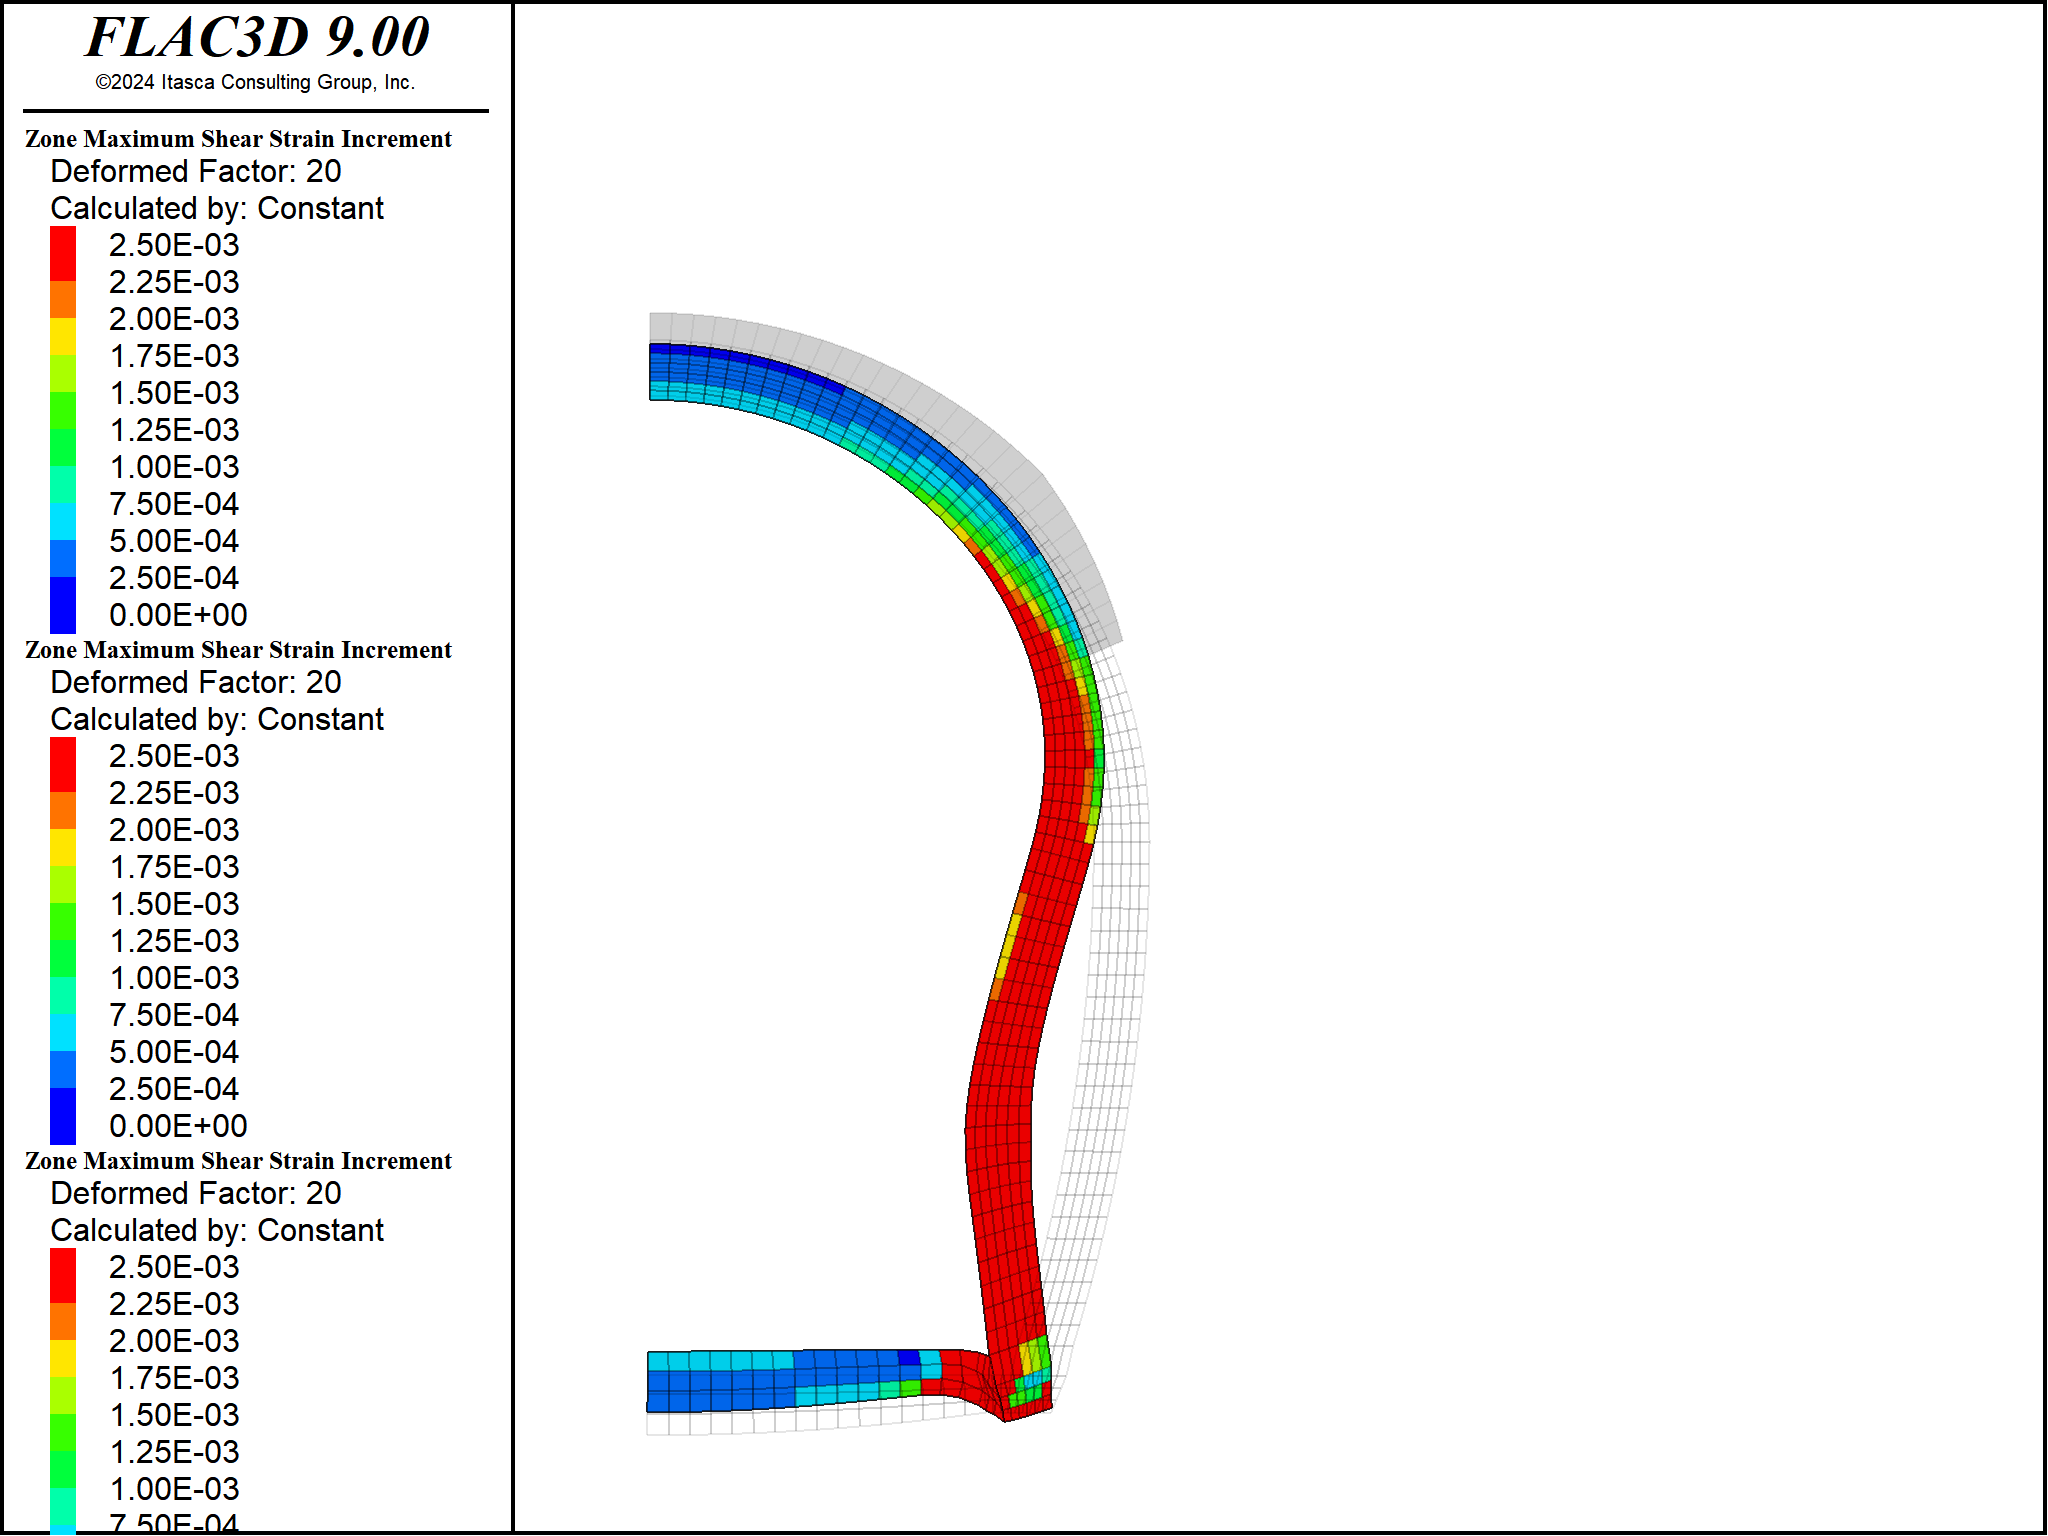 FLAC3D 9.00
©2024 Itasca Consulting Group, Inc.
Zone Maximum Shear Strain Increment
Deformed Factor: 20
Calculated by: Constant
2.50E-03
2.25E-03
2.00E-03
1.75E-03
1.50E-03
1.25E-03
1.00E-03
7.50E-04
5.00E-04
2.50E-04
0.00E+00
Zone Maximum Shear Strain Increment
Deformed Factor: 20
Calculated by: Constant
2.50E-03
2.25E-03
2.00E-03
1.75E-03
1.50E-03
1.25E-03
1.00E-03
7.50E-04
5.00E-04
2.50E-04
0.00E+00
Zone Maximum Shear Strain Increment
Deformed Factor: 20
Calculated by: Constant
2.50E-03
2.25E-03
2.00E-03
1.75E-03
1.50E-03
1.25E-03
1.00E-03
7.50E-04